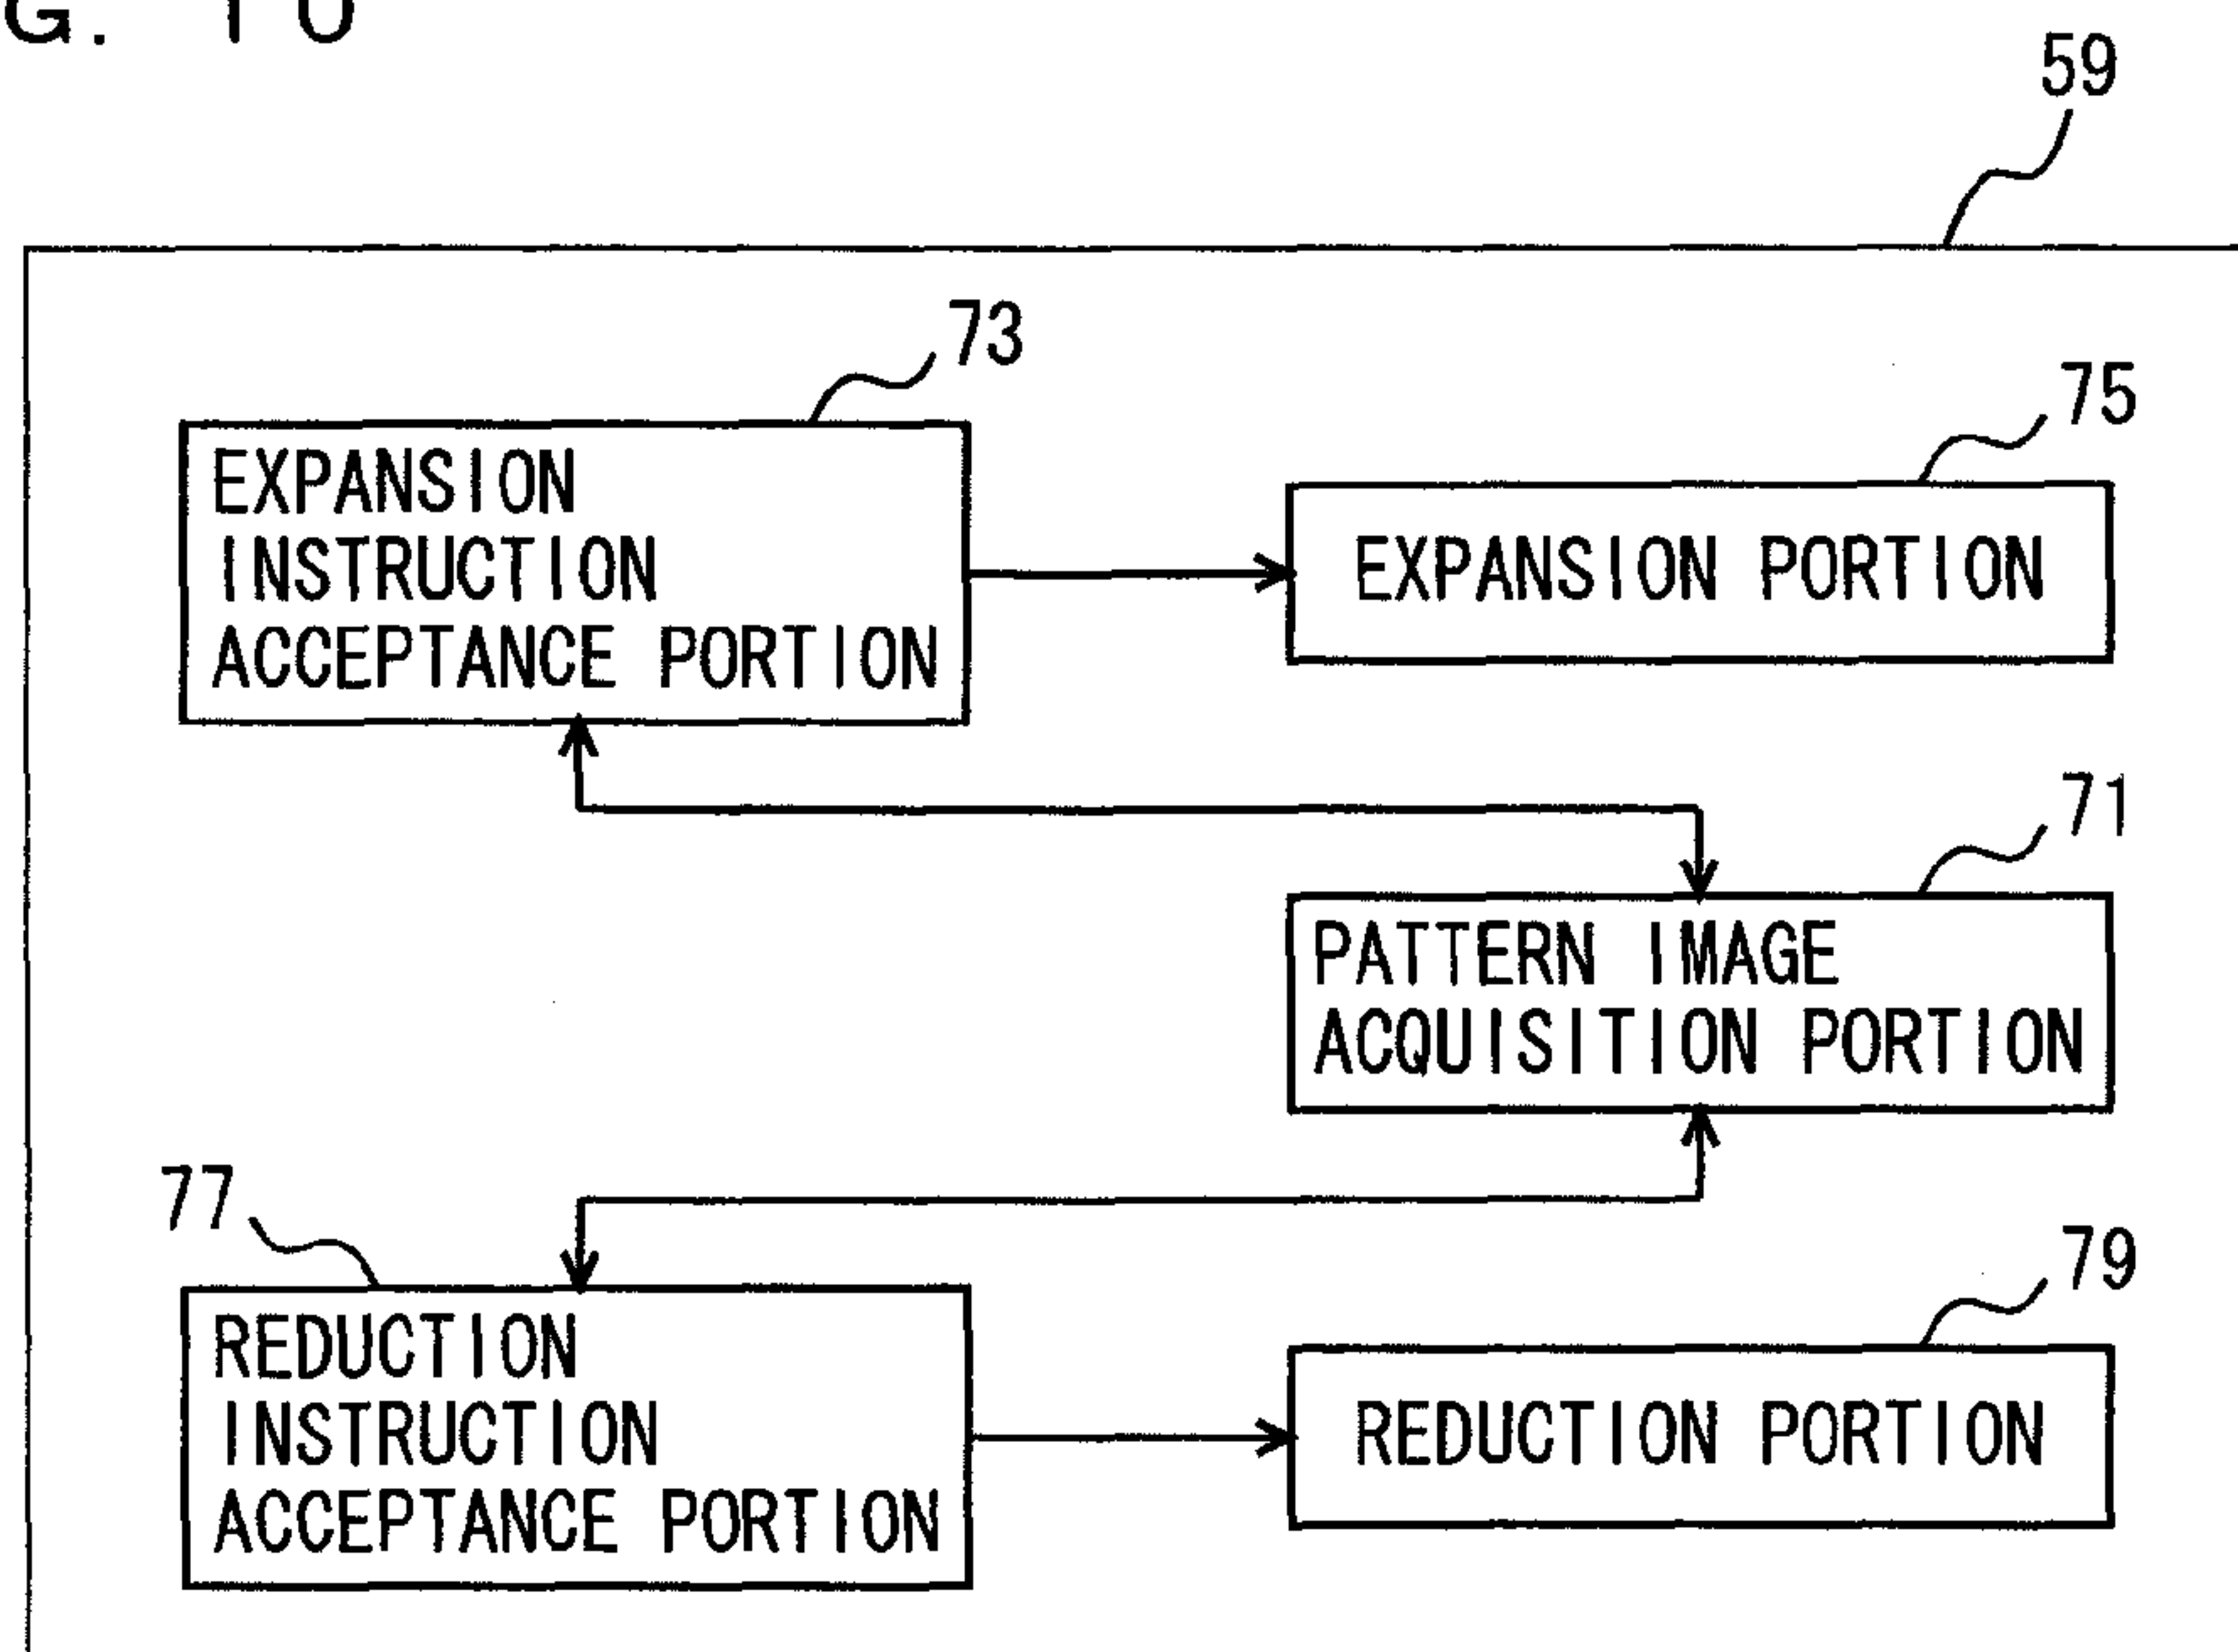 G. 10
59
73
EXPANSION
INSTRUCTION
ACCEPTANCE PORTION
75
EXPANSION PORTION
71
PATTERN IMAGE
ACQUISITION PORTION
77
REDUCTION
INSTRUCTION
ACCEPTANCE PORTION
79
REDUCTION PORTION